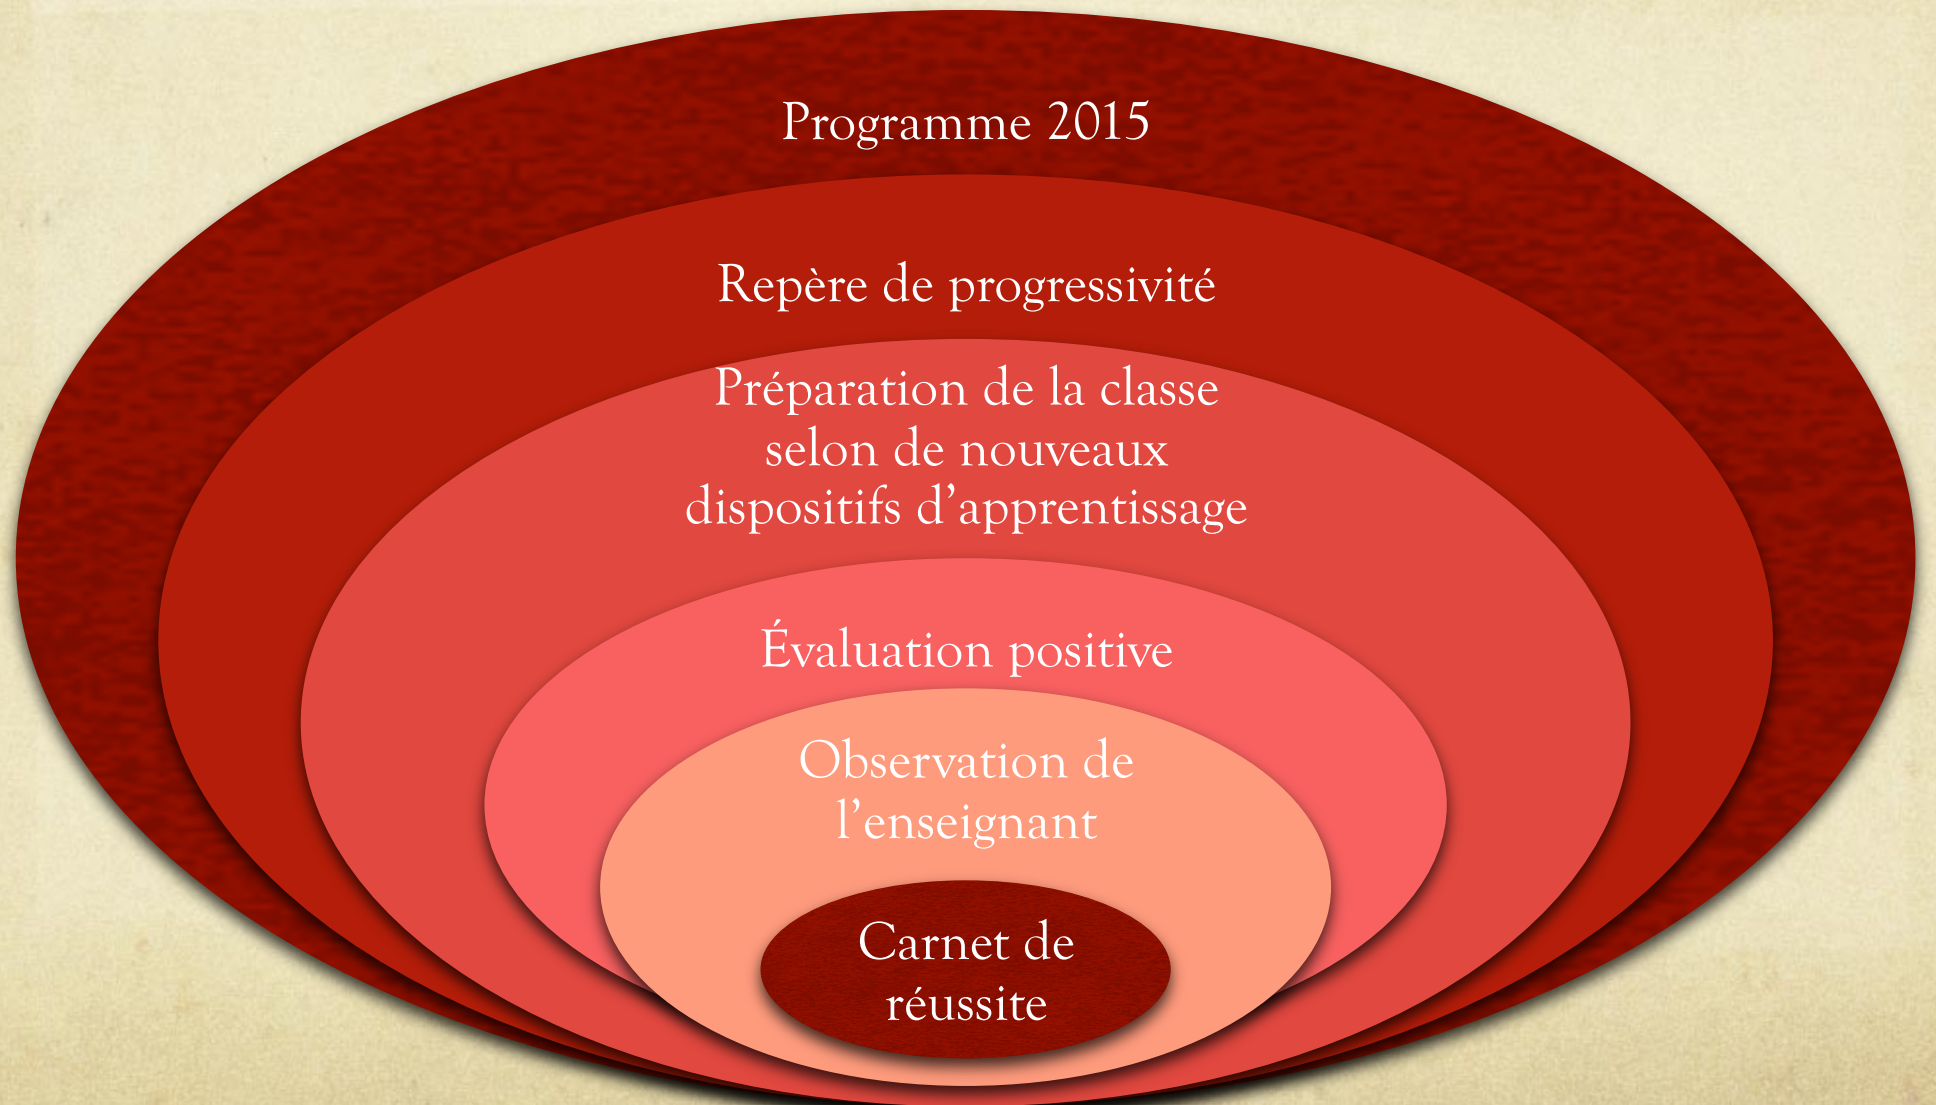 Programme 2015
Repère de progressivité
Préparation de la classe
selon de nouveaux
dispositifs d’apprentissage
Évaluation positive
Observation de
l’enseignant
Carnet de
réussite